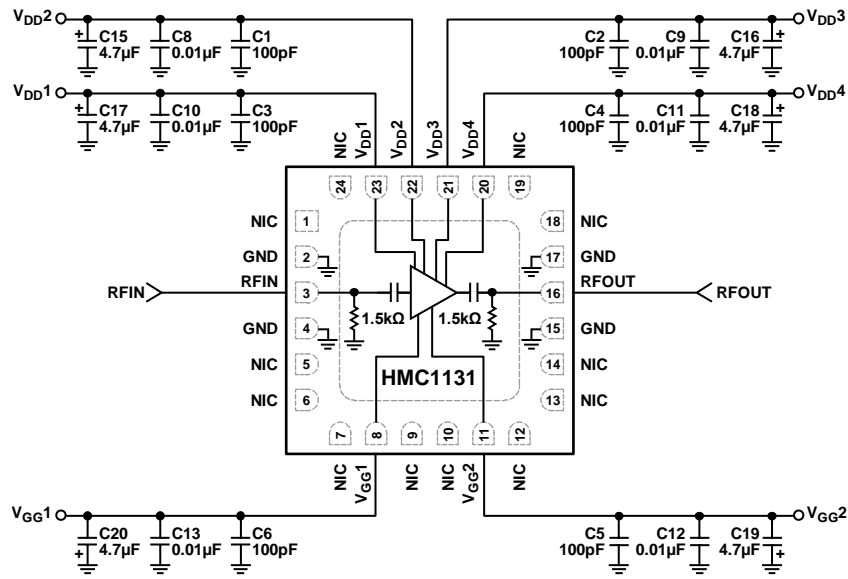 VDD2
+ C15 4.7µF
C8 0.01µF
C1 100pF
C2 100pF
C9 0.01µF
C16 4.7µF +
VDD3
VDD1
+ C17 4.7µF
C10 0.01µF
C3 100pF
C4 100pF
C11 0.01µF
C18 4.7µF +
VDD4
NIC
VDD1
VDD2
VDD3
VDD4
NIC
24
23
22
21
20
19
NIC 1
18 NIC
GND 2
17 GND
RFIN
RFIN 3
16 RFOUT
RFOUT
1.5kΩ
1.5kΩ
GND 4
15 GND
HMC1131
NIC 5
14 NIC
NIC 6
13 NIC
7
8
9
10
11
12
NIC
VGG1
NIC
NIC
VGG2
NIC
VGG1
C20 4.7µF +
C13 0.01µF
C6 100pF
C5 100pF
C12 0.01µF
C19 4.7µF +
VGG2